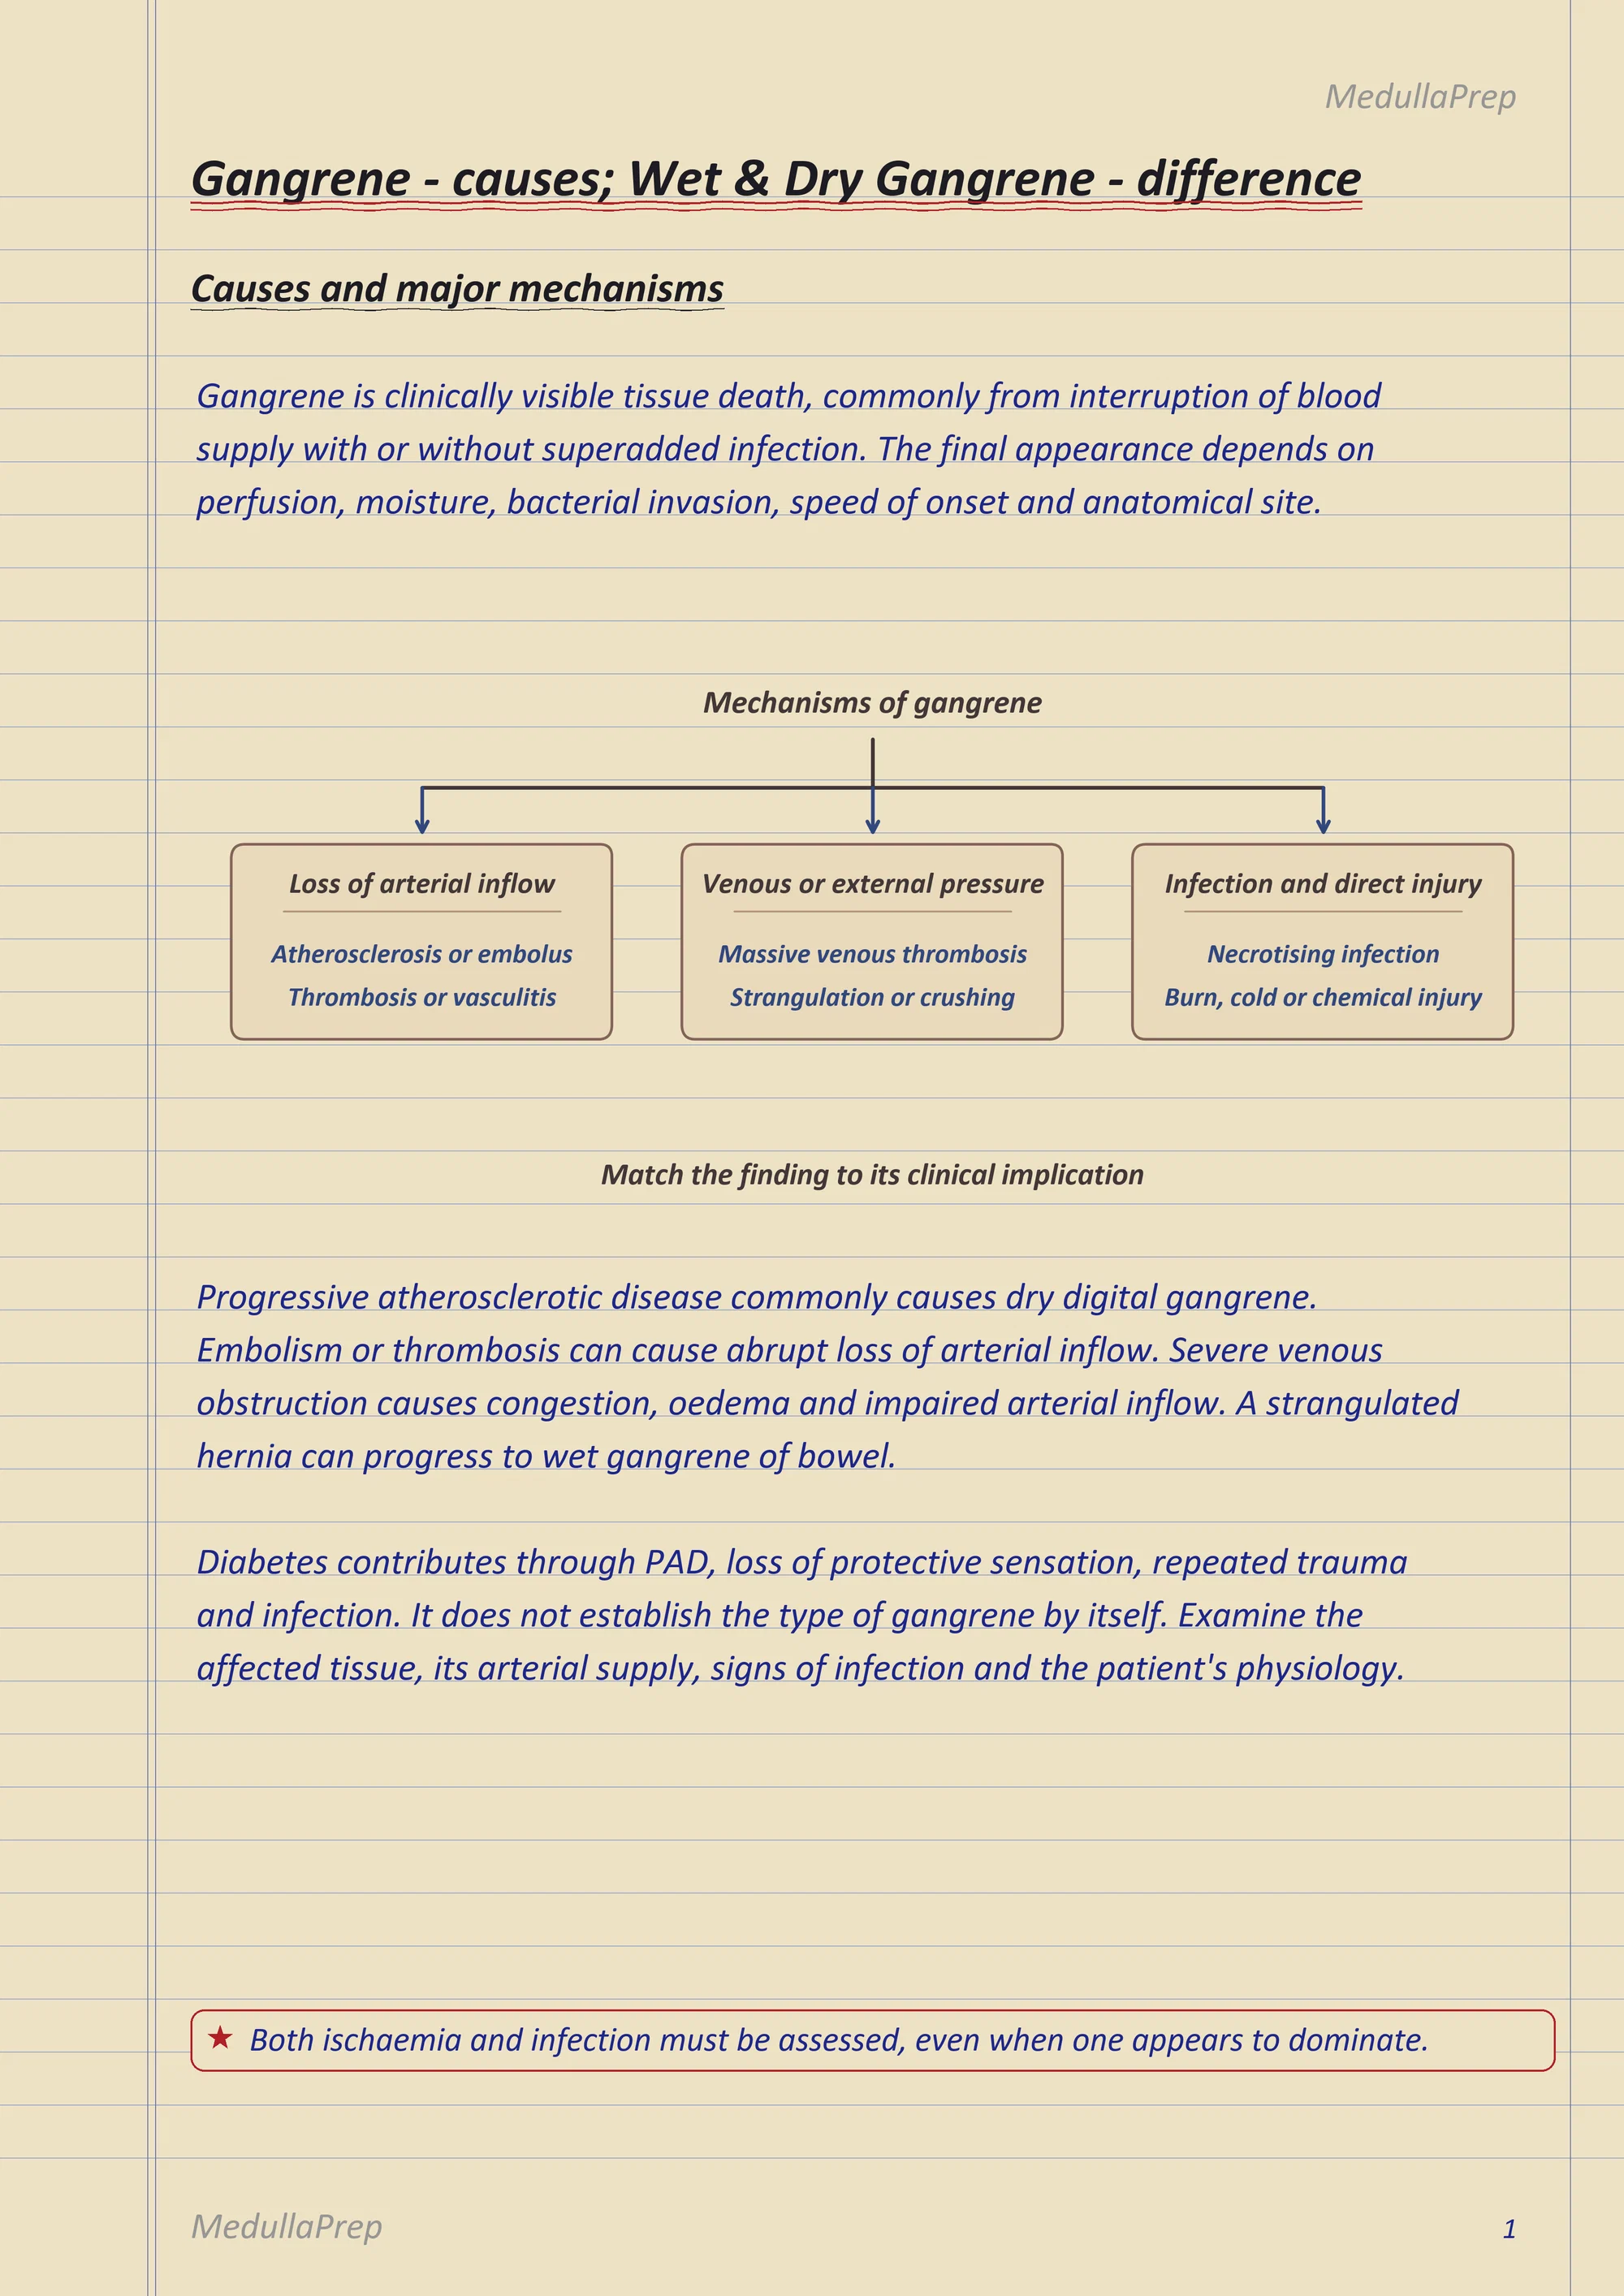 MedullaPrep
Gangrene - causes; Wet & Dry Gangrene - difference
Causes and major mechanisms
Gangrene is clinically visible tissue death, commonly from interruption of blood
supply with or without superadded infection. The final appearance depends on
perfusion, moisture, bacterial invasion, speed of onset and anatomical site.
Mechanisms of gangrene
Loss of arterial inflow
Atherosclerosis or embolus
Thrombosis or vasculitis
Venous or external pressure
Massive venous thrombosis
Strangulation or crushing
Infection and direct injury
Necrotising infection
Burn, cold or chemical injury
Match the finding to its clinical implication
Progressive atherosclerotic disease commonly causes dry digital gangrene.
Embolism or thrombosis can cause abrupt loss of arterial inflow. Severe venous
obstruction causes congestion, oedema and impaired arterial inflow. A strangulated
hernia can progress to wet gangrene of bowel.
Diabetes contributes through PAD, loss of protective sensation, repeated trauma
and infection. It does not establish the type of gangrene by itself. Examine the
affected tissue, its arterial supply, signs of infection and the patient's physiology.
★ Both ischaemia and infection must be assessed, even when one appears to dominate.
MedullaPrep
1